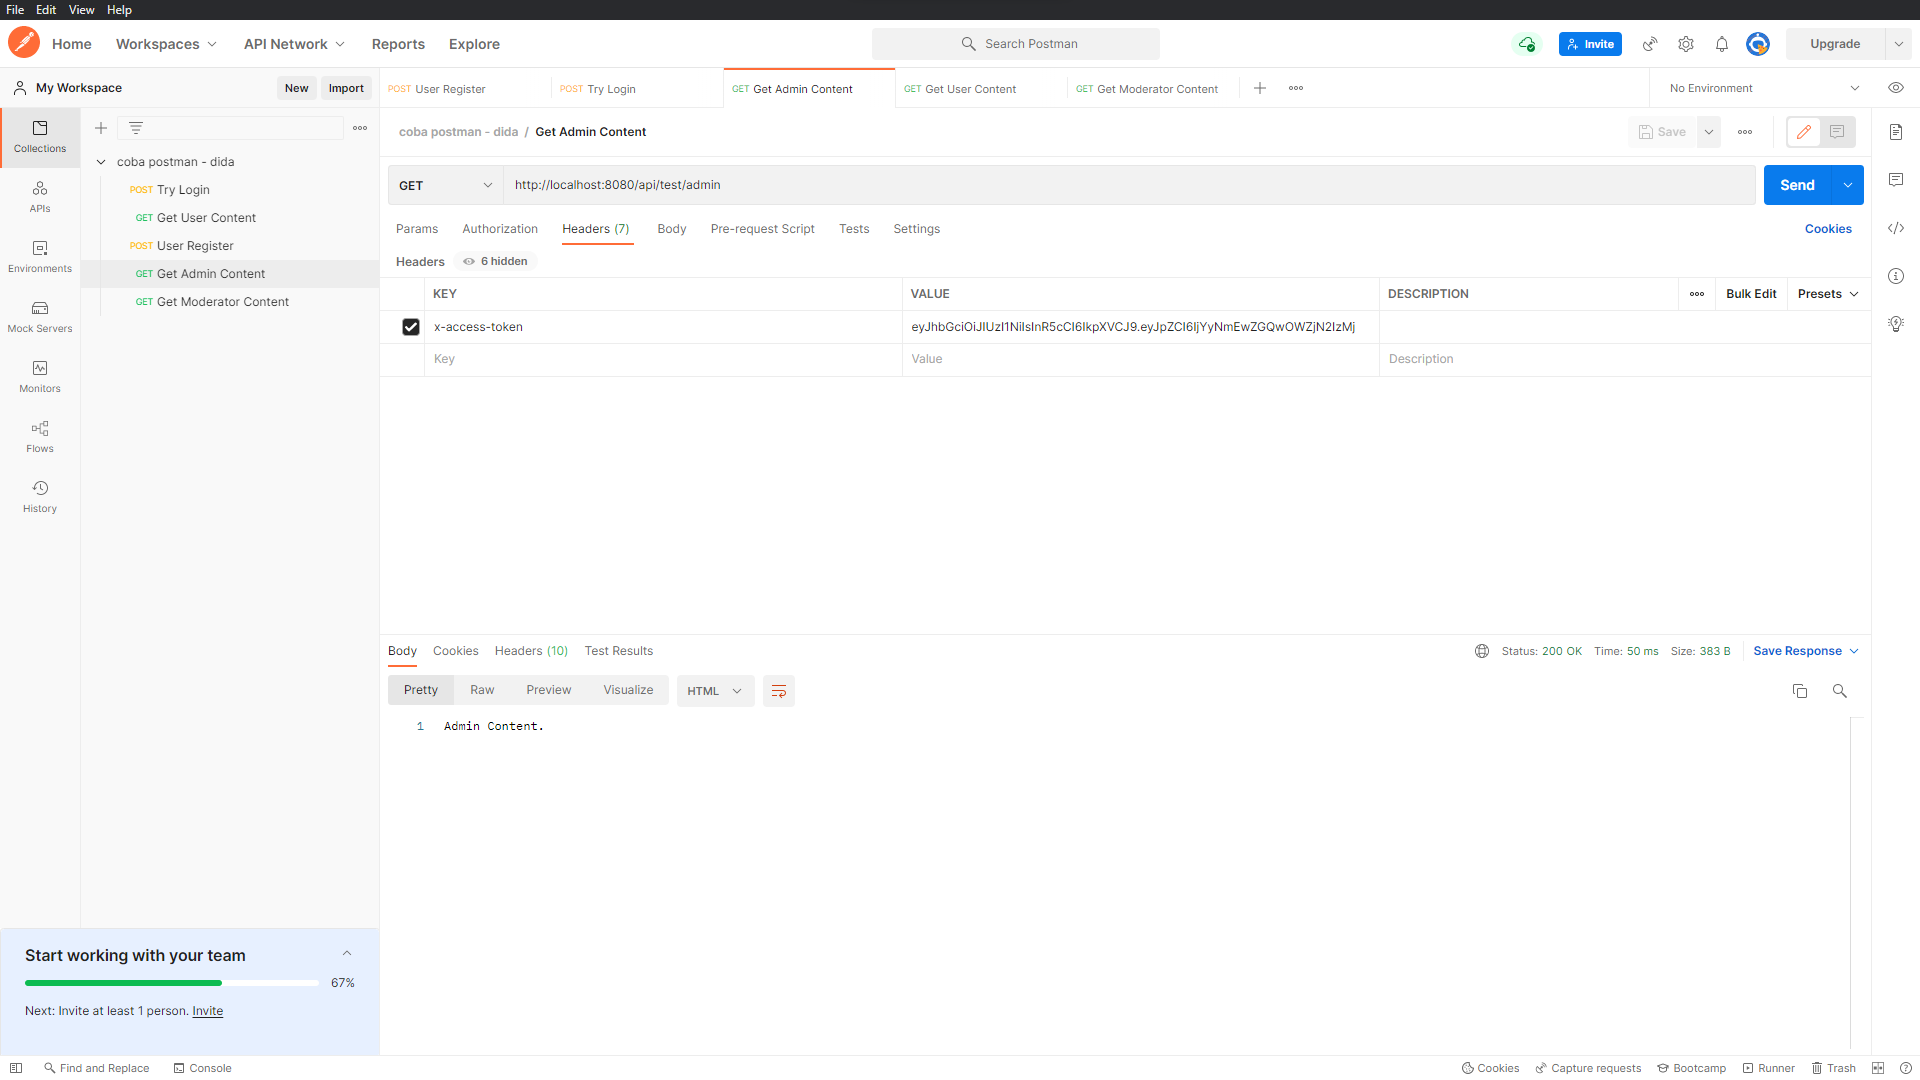 File Edit View Help
Home Workspaces API Network Reports Explore Search Postman Invite Upgrade
My Workspace New Import POST User Register POST Try Login GET Get Admin Content GET Get User Content GET Get Moderator Content No Environment
coba postman - dida / Get Admin Content Save
Collections
APIs
Environments
Mock Servers
Monitors
Flows
History
coba postman - dida
POST Try Login
GET Get User Content
POST User Register
GET Get Admin Content
GET Get Moderator Content
GET http://localhost:8080/api/test/admin Send
Params Authorization Headers (7) Body Pre-request Script Tests Settings Cookies
Headers 6 hidden
KEY VALUE DESCRIPTION Bulk Edit Presets
x-access-token
Key Value Description
Body Cookies Headers (10) Test Results Status: 200 OK Time: 50 ms Size: 383 B Save Response
Pretty Raw Preview Visualize HTML
1 Admin Content.
Start working with your team
67%
Next: Invite at least 1 person. Invite
Find and Replace Console Cookies Capture requests Bootcamp Runner Trash